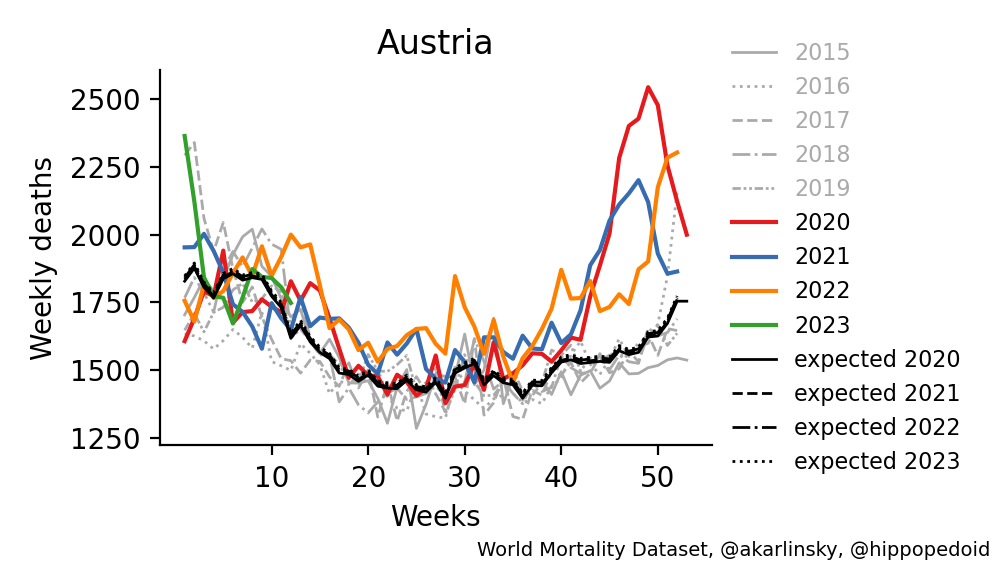 Austria
Weekly deaths
2500
2250
2000
1750
1500
1250
10 20 30 40 50
Weeks
2015
2016
2017
2018
2019
2020
2021
2022
2023
expected 2020
expected 2021
expected 2022
expected 2023
World Mortality Dataset, @akarlinsky, @hippopedoid